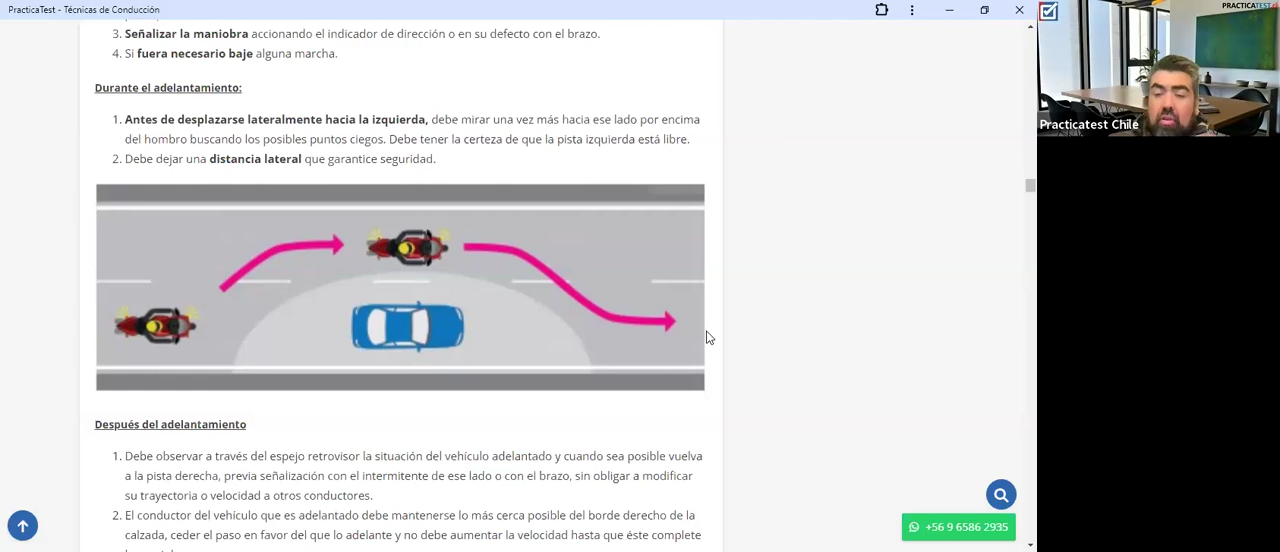 PracticaTest - Técnicas de Conducción
PRACTICATEST
3. Señalizar la maniobra accionando el indicador de dirección o en su defecto con el brazo.
4. Si fuera necesario baje alguna marcha.
Durante el adelantamiento:
1. Antes de desplazarse lateralmente hacia la izquierda, debe mirar una vez más hacia ese lado por encima
del hombro buscando los posibles puntos ciegos. Debe tener la certeza de que la pista izquierda está libre.
2. Debe dejar una distancia lateral que garantice seguridad.
Practicatest Chile
Después del adelantamiento
1. Debe observar a través del espejo retrovisor la situación del vehículo adelantado y cuando sea posible vuelva
a la pista derecha, previa señalización con el intermitente de ese lado o con el brazo, sin obligar a modificar
su trayectoria o velocidad a otros conductores.
2. El conductor del vehículo que es adelantado debe mantenerse lo más cerca posible del borde derecho de la
calzada, ceder el paso en favor del que lo adelante y no debe aumentar la velocidad hasta que éste complete
+56 9 6586 2935